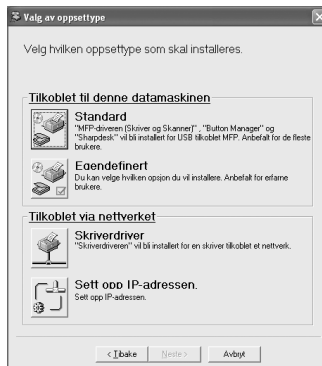 Valg av oppsettype
Velg hvilken oppsettype som skal installeres.
Tilkoblet til denne datamaskinen
Standard
"MFP-driveren (Skriver og Skanner)", "Button Manager" og
"Sharpdesk" vil bli installert for USB tilkoblet MFP. Anbefalt for de fleste
brukere.
Egendefinert
Du kan velge hvilken opsjon du vil installere. Anbefalt for erfarne
brukere.
Tilkoblet via nettverket
Skriverdriver
"Skriverdriveren" vil bli installert for en skriver tilkoblet et nettverk.
Sett opp IP-adressen.
Sett opp IP-adressen.
< Tibake Neste > Avbryt